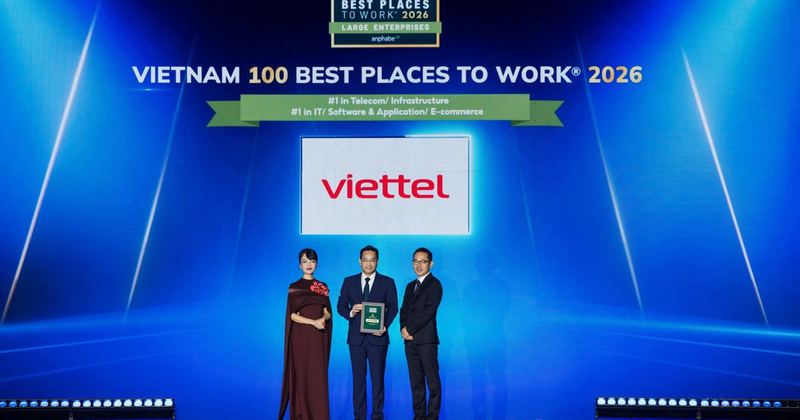 BEST PLACES
TO WORK® 2026
LARGE ENTERPRISES
anphabe
VIETNAM 100 BEST PLACES TO WORK® 2026
#1 in Telecom/ Infrastructure
#1 in IT/ Software & Application/ E-commerce
viettel